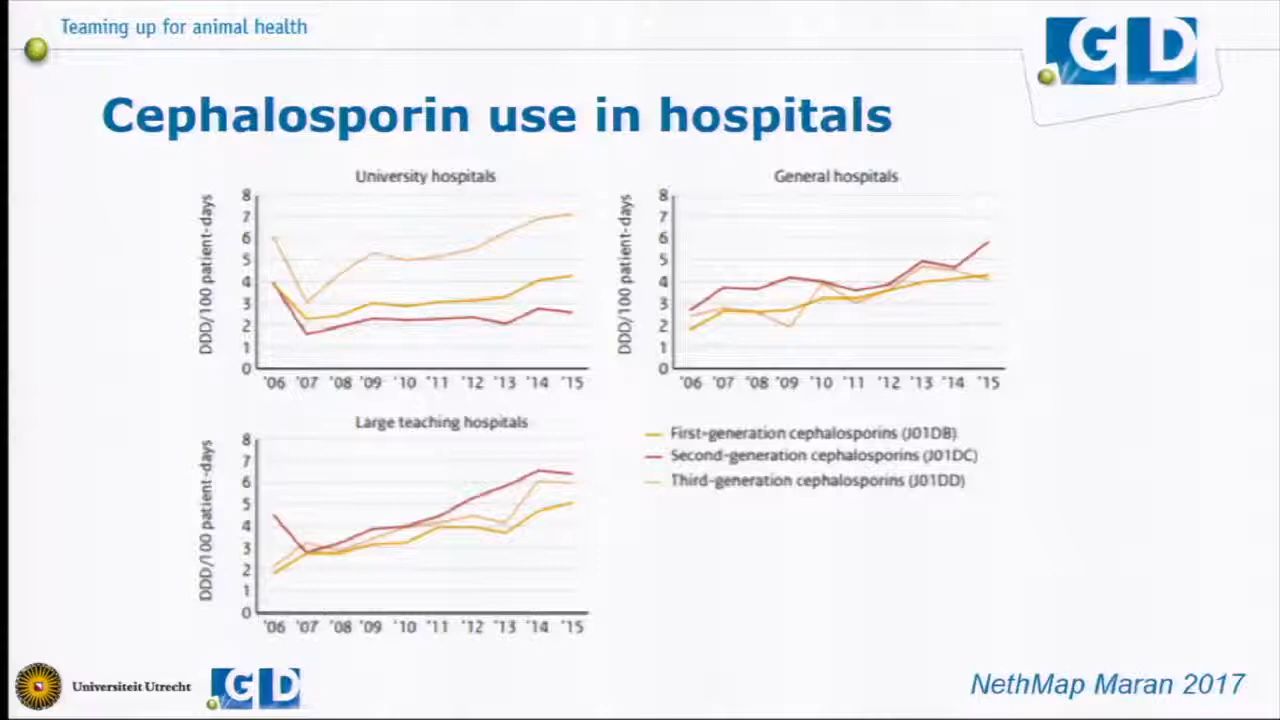 Teaming up for animal health
GD
Cephalosporin use in hospitals
University hospitals
DDD/100 patient-days
8
7
6
5
4
3
2
1
0
'06 '07 '08 '09 '10 '11 '12 '13 '14 '15
General hospitals
DDD/100 patient-days
8
7
6
5
4
3
2
1
0
'06 '07 '08 '09 '10 '11 '12 '13 '14 '15
Large teaching hospitals
DDD/100 patient-days
8
7
6
5
4
3
2
1
0
'06 '07 '08 '09 '10 '11 '12 '13 '14 '15
First-generation cephalosporins (J01DB)
Second-generation cephalosporins (J01DC)
Third-generation cephalosporins (J01DD)
Universiteit Utrecht
GD
NethMap Maran 2017